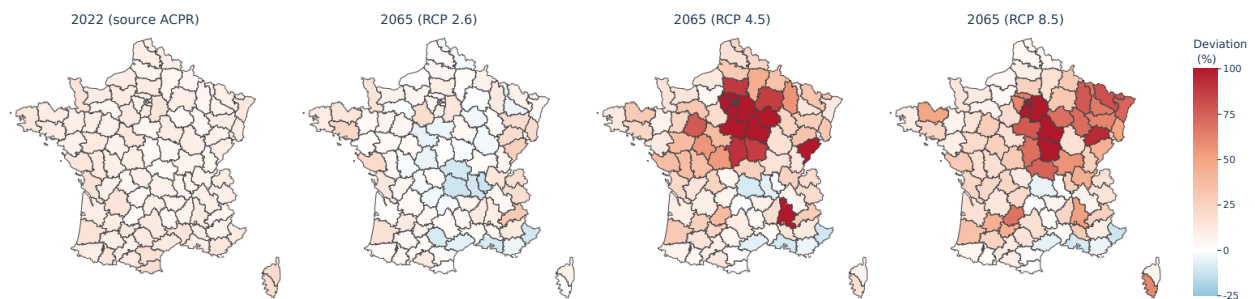 2022 (source ACPR)
2065 (RCP 2.6)
2065 (RCP 4.5)
2065 (RCP 8.5)
Deviation
(%)
100
75
50
25
0
-25